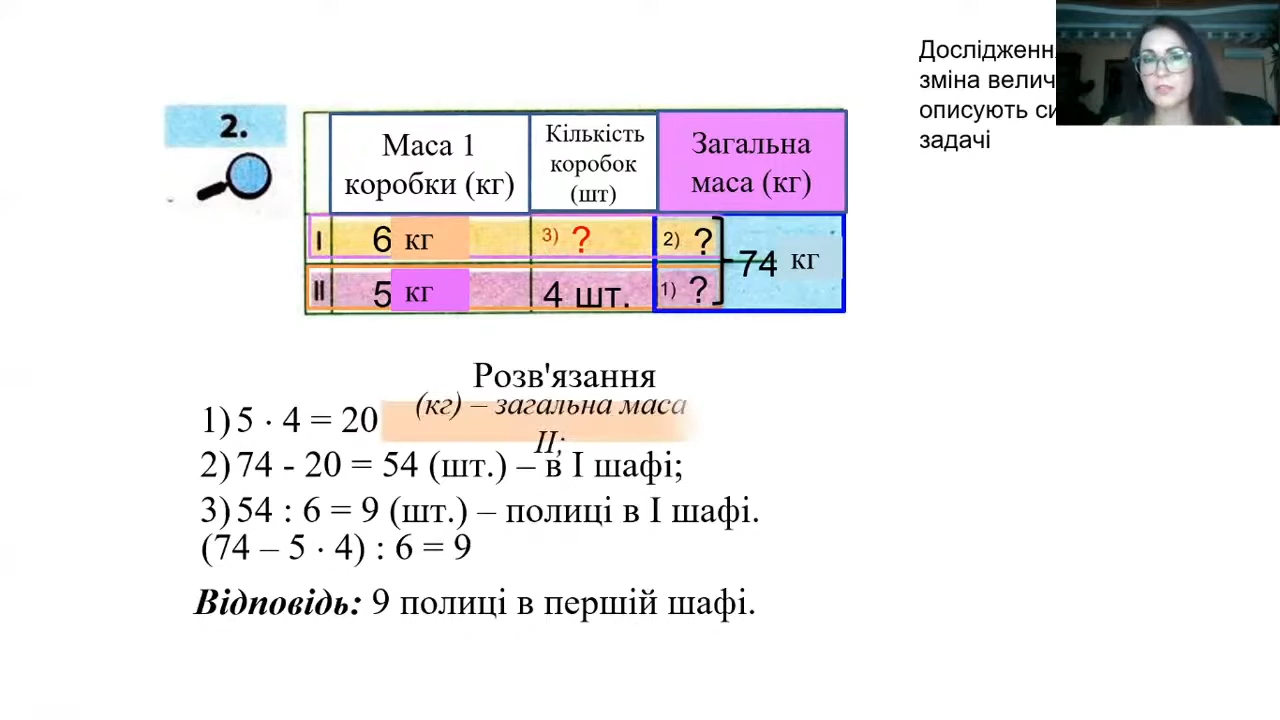 Дослідження
зміна велич
описують си
задачі
2.
Маса 1
коробки (кг)
Кількість
коробок
(шт)
Загальна
маса (кг)
I 6 кг 3) ? 2) ?
74 кг
II 5 кг 4 шт. 1) ?
Розв'язання
(кг) – загальна маса
1) 5 · 4 = 20
II;
2) 74 - 20 = 54 (шт.) – в І шафі;
3) 54 : 6 = 9 (шт.) – полиці в І шафі.
(74 – 5 · 4) : 6 = 9
Відповідь: 9 полиці в першій шафі.